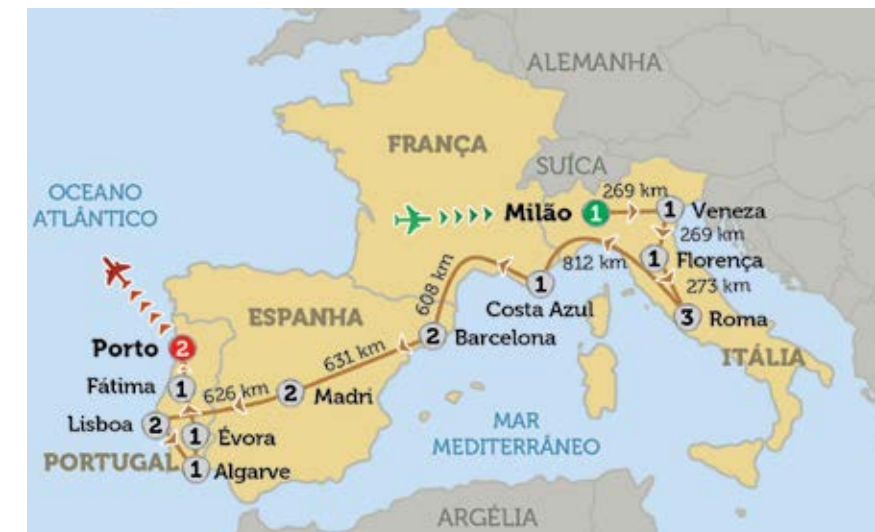 ALEMANHA
FRANÇA
SUÍCA
OCEANO
ATLÂNTICO
269 km
Milão 1
1 Veneza
269 km
1 Florença
812 km
273 km
608 km
1
Costa Azul
3 Roma
ESPANHA
2 Barcelona
Porto 2
631 km
ITÁLIA
Fátima 1
626 km
2 Madri
Lisboa 2
1 Évora
MAR
MEDITERRÂNEO
PORTUGAL
1 Algarve
ARGÉLIA